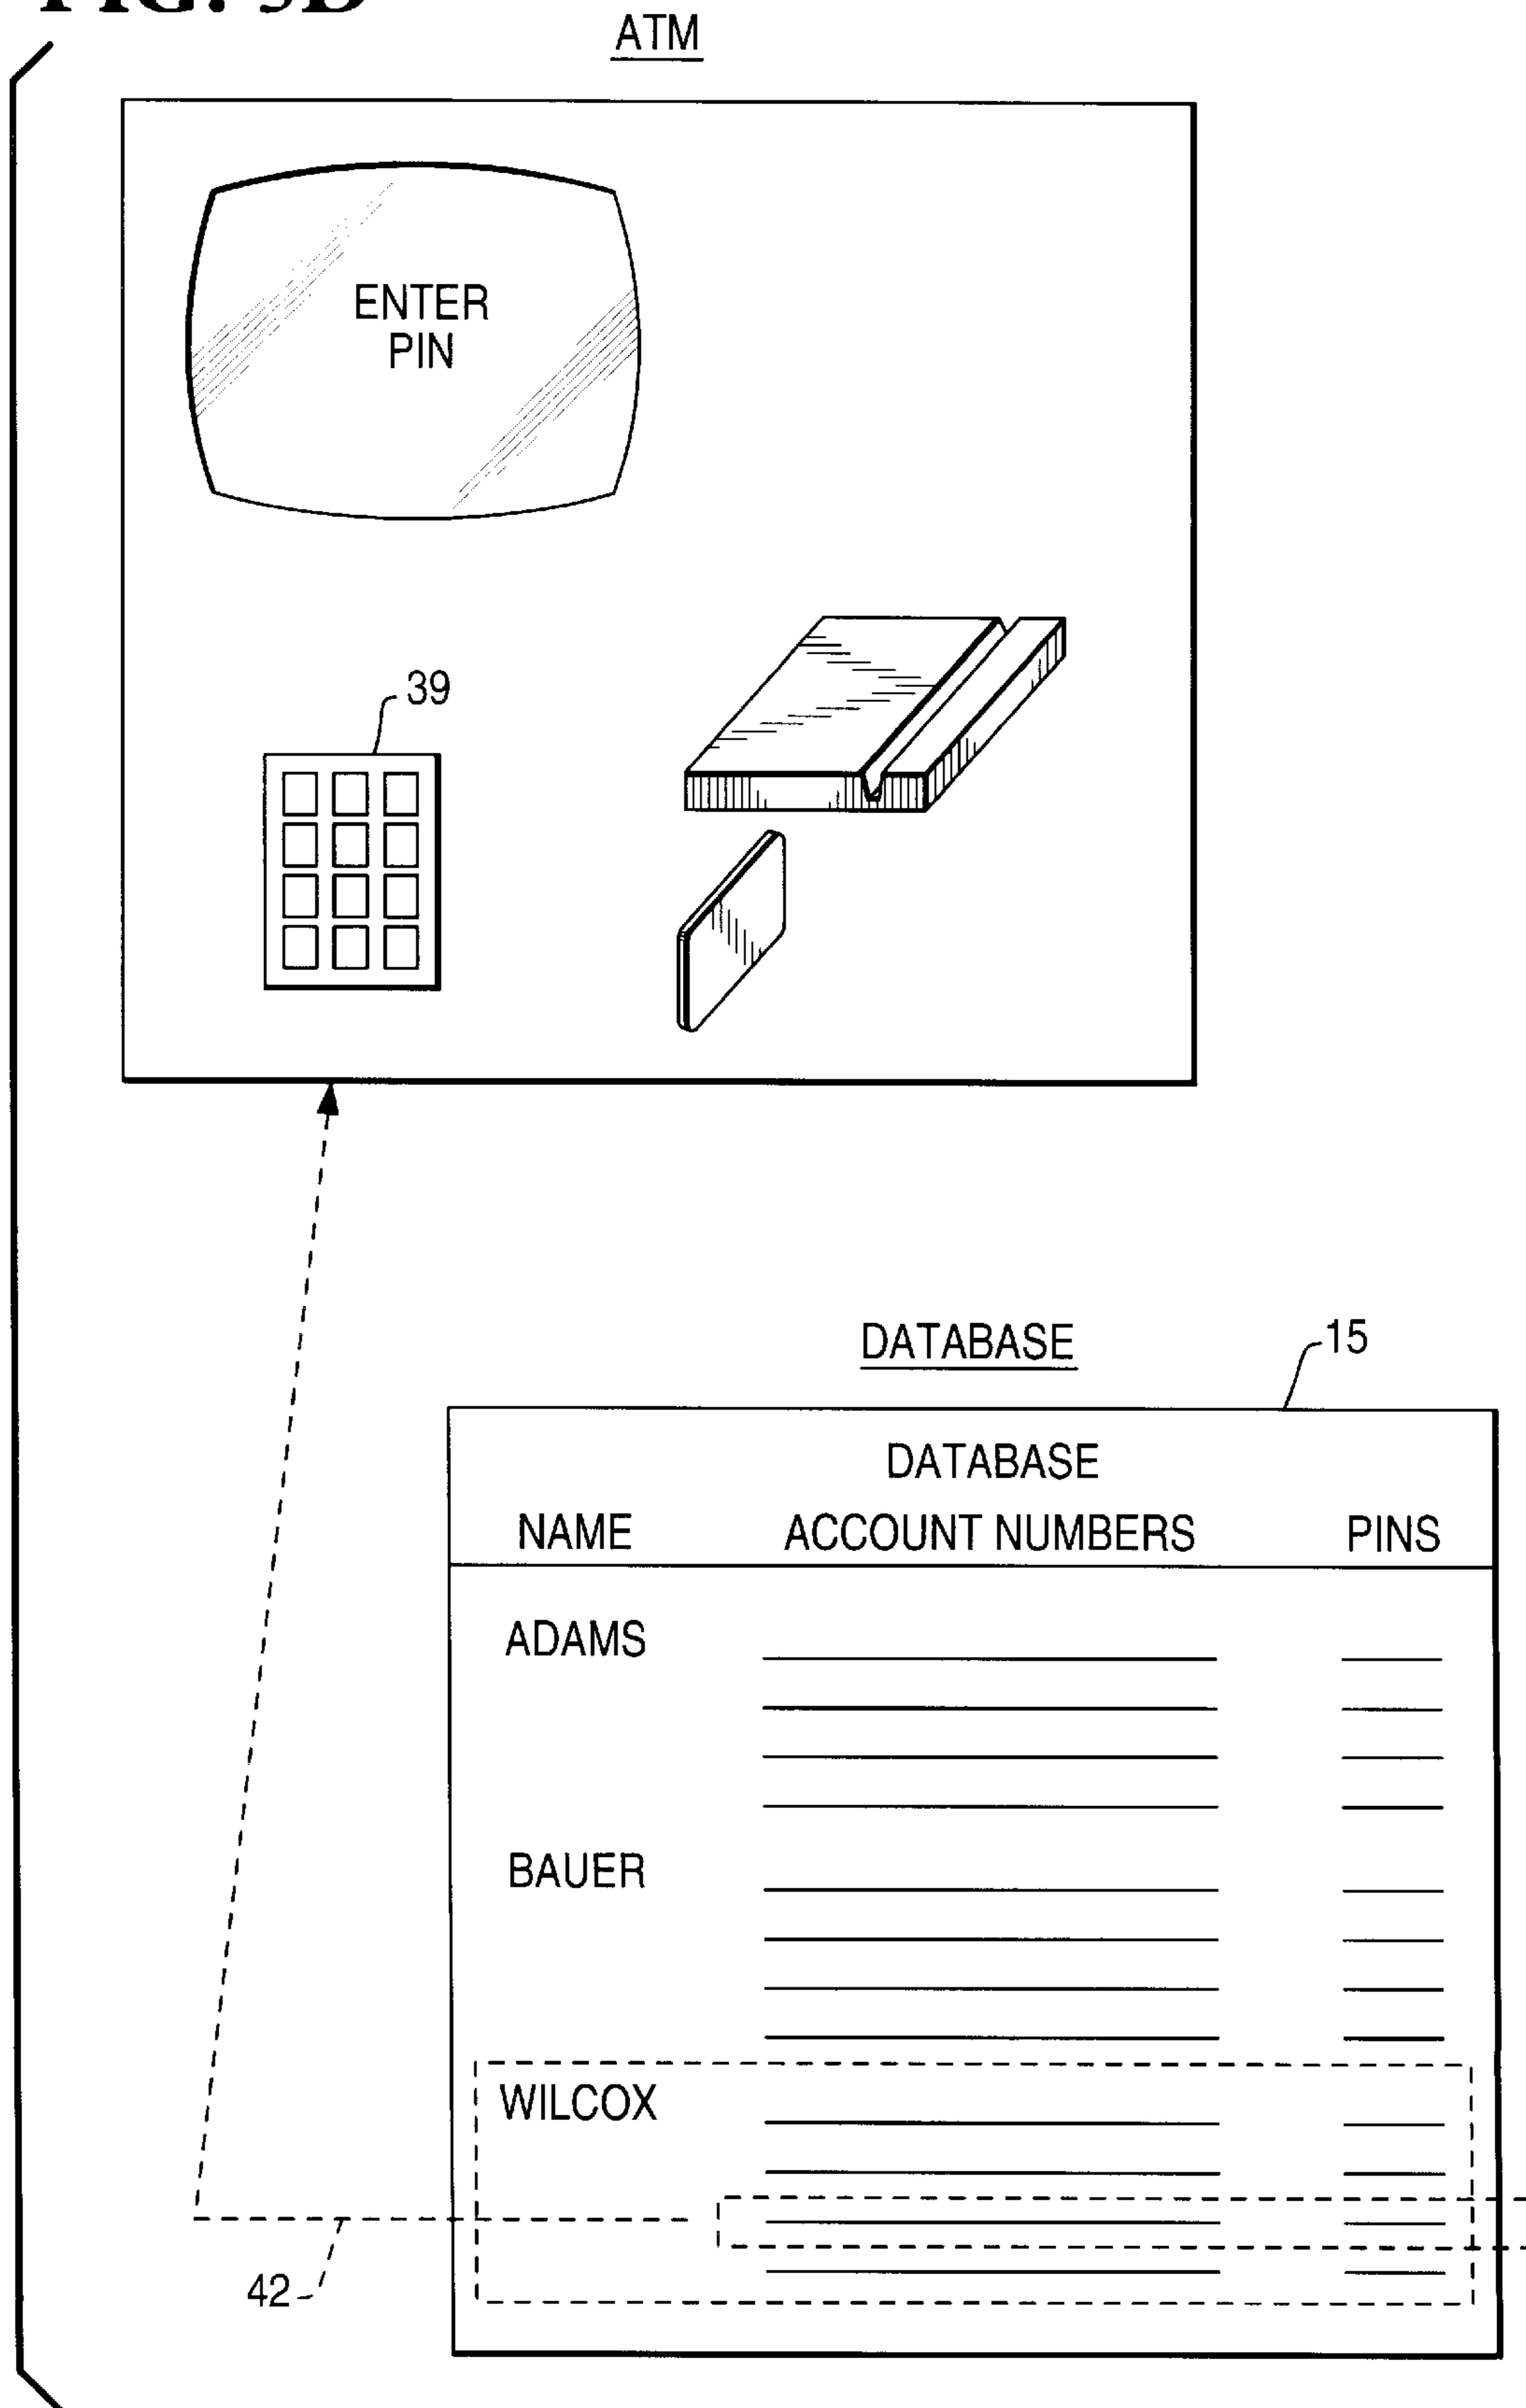 ATM
ENTER
PIN
39
DATABASE
15
DATABASE
NAME ACCOUNT NUMBERS PINS
ADAMS
BAUER
WILCOX
42